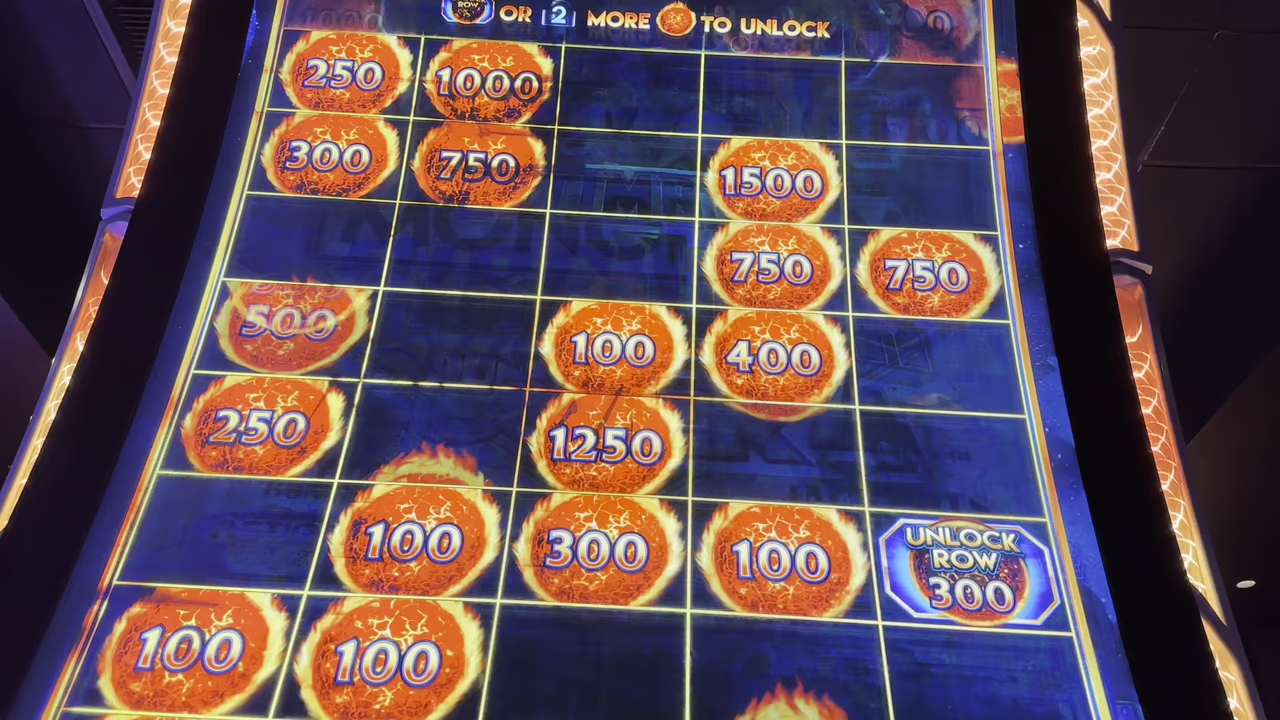 ROW OR 2 MORE TO UNLOCK
250 1000
300 750 1500
750 750
500 100 400
250 1250
100 300 100 UNLOCK
ROW
300
100 100